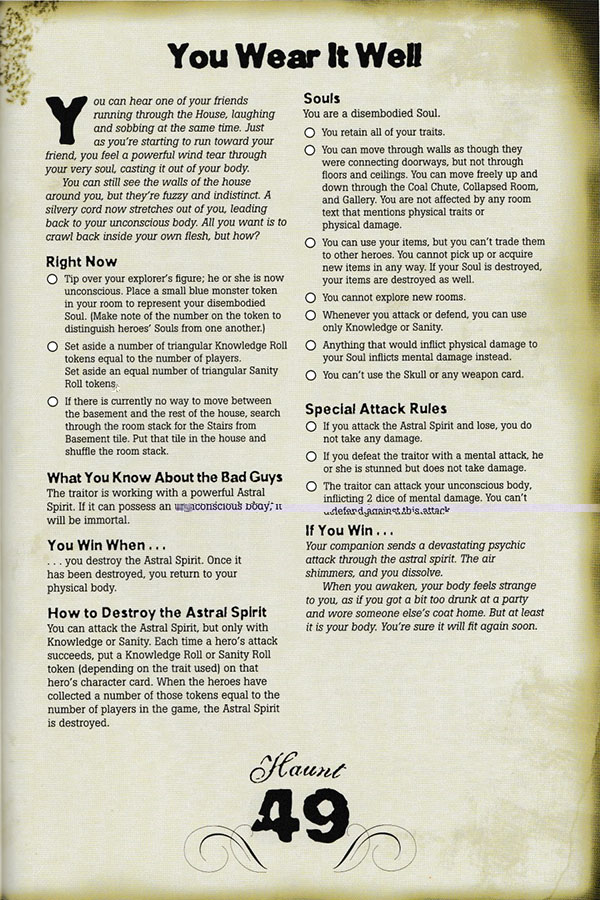 You Wear It Well
You can hear one of your friends
running through the House, laughing
and sobbing at the same time. Just
as you're starting to run toward your
friend, you feel a powerful wind tear through
your very soul, casting it out of your body.
You can still see the walls of the house
around you, but they're fuzzy and indistinct. A
silvery cord now stretches out of you, leading
back to your unconscious body. All you want is to
crawl back inside your own flesh, but how?
Right Now
Tip over your explorer's figure; he or she is now
unconscious. Place a small blue monster token
in your room to represent your disembodied
Soul. (Make note of the number on the token to
distinguish heroes' Souls from one another.)
Set aside a number of triangular Knowledge Roll
tokens equal to the number of players.
Set aside an equal number of triangular Sanity
Roll tokens.
If there is currently no way to move between
the basement and the rest of the house, search
through the room stack for the Stairs from
Basement tile. Put that tile in the house and
shuffle the room stack.
What You Know About the Bad Guys
The traitor is working with a powerful Astral
Spirit. If it can possess an unconscious body, it
will be immortal.
You Win When . . .
. . . you destroy the Astral Spirit. Once it
has been destroyed, you return to your
physical body.
How to Destroy the Astral Spirit
You can attack the Astral Spirit, but only with
Knowledge or Sanity. Each time a hero's attack
succeeds, put a Knowledge Roll or Sanity Roll
token (depending on the trait used) on that
hero's character card. When the heroes have
collected a number of those tokens equal to the
number of players in the game, the Astral Spirit
is destroyed.
Souls
You are a disembodied Soul.
You retain all of your traits.
You can move through walls as though they
were connecting doorways, but not through
floors and ceilings. You can move freely up and
down through the Coal Chute, Collapsed Room,
and Gallery. You are not affected by any room
text that mentions physical traits or
physical damage.
You can use your items, but you can't trade them
to other heroes. You cannot pick up or acquire
new items in any way. If your Soul is destroyed,
your items are destroyed as well.
You cannot explore new rooms.
Whenever you attack or defend, you can use
only Knowledge or Sanity.
Anything that would inflict physical damage to
your Soul inflicts mental damage instead.
You can't use the Skull or any weapon card.
Special Attack Rules
If you attack the Astral Spirit and lose, you do
not take any damage.
If you defeat the traitor with a mental attack, he
or she is stunned but does not take damage.
The traitor can attack your unconscious body,
inflicting 2 dice of mental damage. You can't
defend against this attack
If You Win . . .
Your companion sends a devastating psychic
attack through the astral spirit. The air
shimmers, and you dissolve.
When you awaken, your body feels strange
to you, as if you got a bit too drunk at a party
and wore someone else's coat home. But at least
it is your body. You're sure it will fit again soon.
Haunt
49